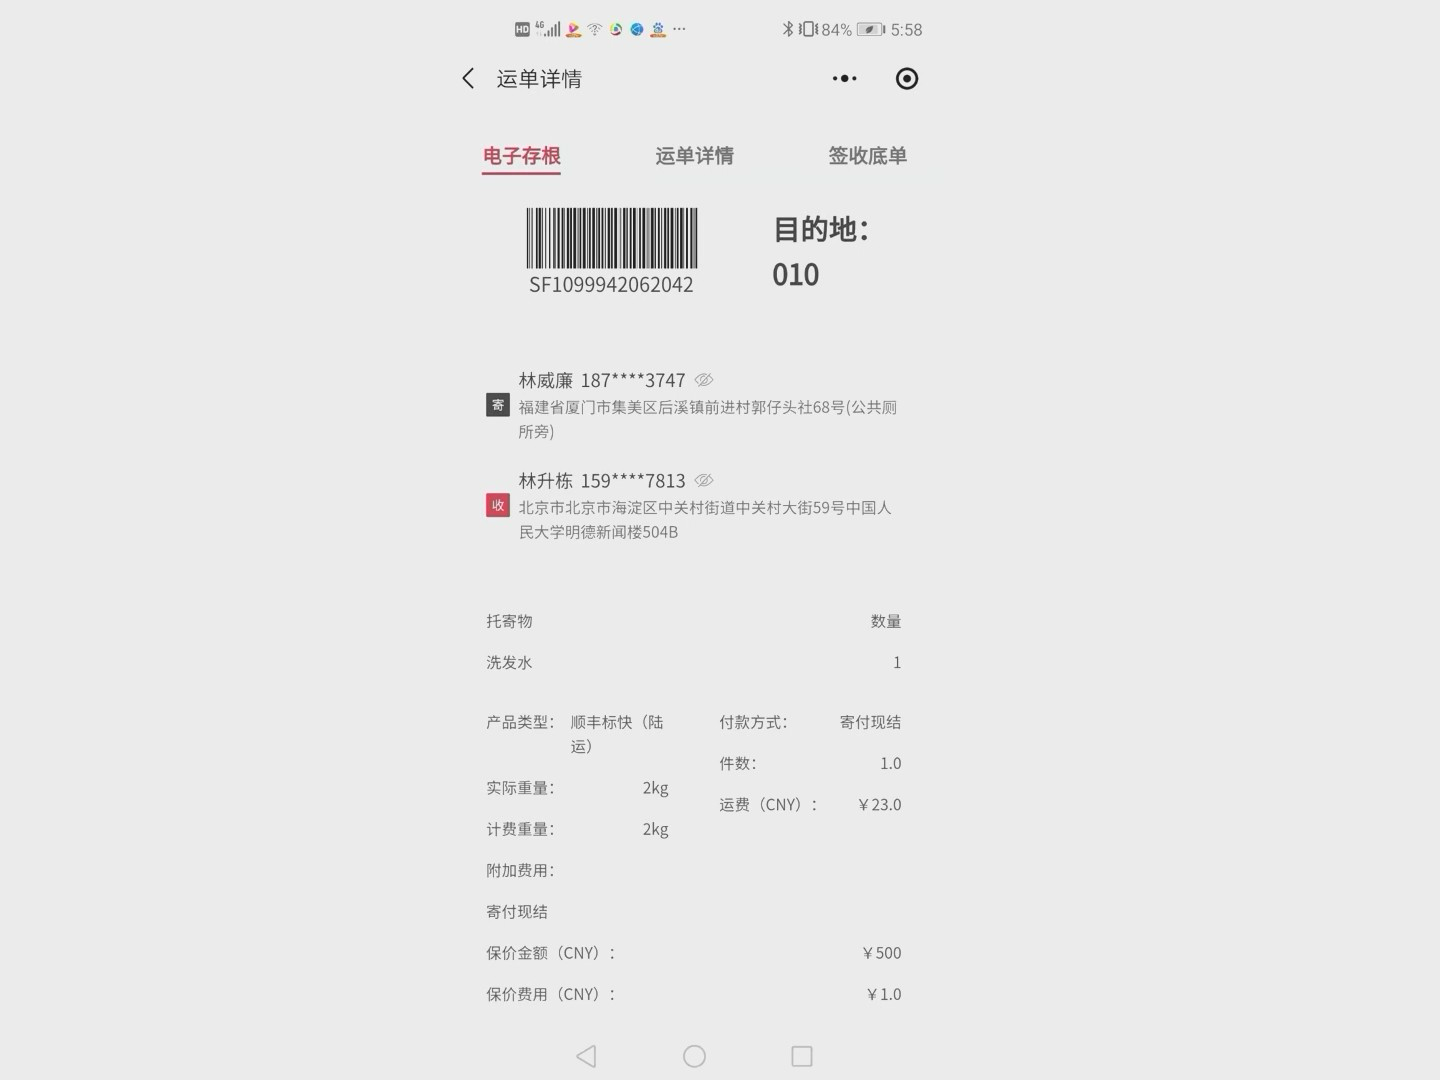 HD 4G 84% 5:58
运单详情
电子存根 运单详情 签收底单
目的地：
010
SF1099942062042
林威廉 187****3747
寄 福建省厦门市集美区后溪镇前进村郭仔头社68号(公共厕
所旁)
林升栋 159****7813
收 北京市北京市海淀区中关村街道中关村大街59号中国人
民大学明德新闻楼504B
托寄物 数量
洗发水 1
产品类型： 顺丰标快（陆
运） 
付款方式： 寄付现结
件数： 1.0
实际重量： 2kg
运费（CNY）： ￥23.0
计费重量： 2kg
附加费用：
寄付现结
保价金额（CNY）： ￥500
保价费用（CNY）： ￥1.0